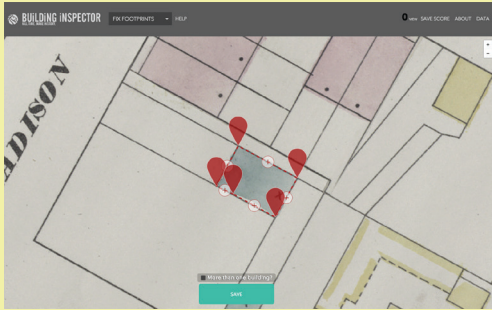 BUILDING INSPECTOR
FIX FOOTPRINTS
HELP
0
SAVE SCORE
ABOUT
DATA
ADISON
More than one building?
SAVE